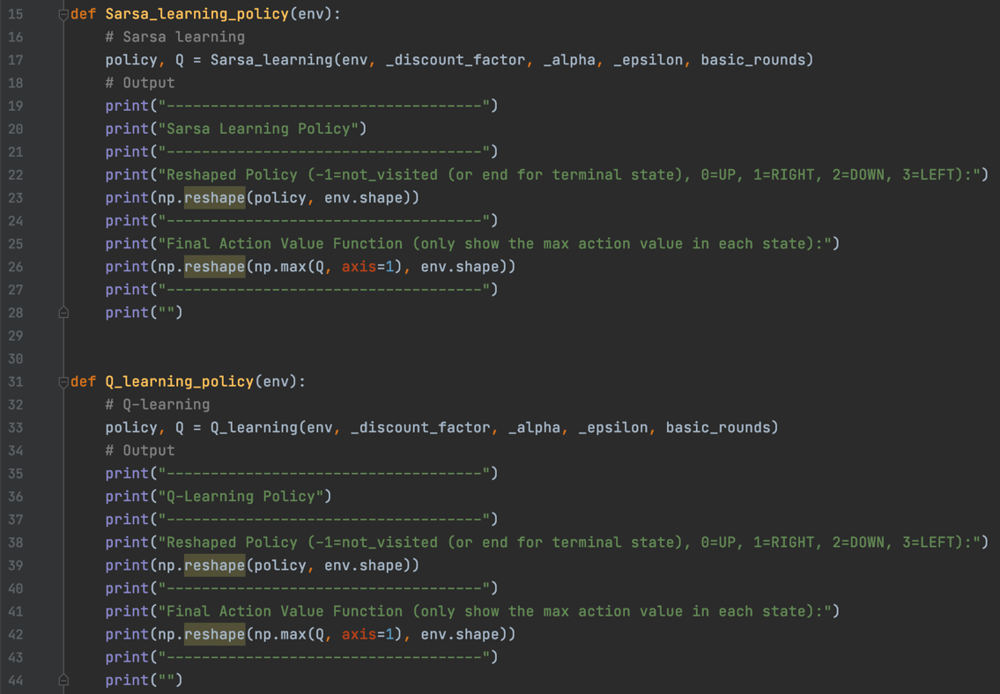 15 def Sarsa_learning_policy(env):
16     # Sarsa learning
17     policy, Q = Sarsa_learning(env, _discount_factor, _alpha, _epsilon, basic_rounds)
18     # Output
19     print("------------------------------------")
20     print("Sarsa Learning Policy")
21     print("------------------------------------")
22     print("Reshaped Policy (-1=not_visited (or end for terminal state), 0=UP, 1=RIGHT, 2=DOWN, 3=LEFT):")
23     print(np.reshape(policy, env.shape))
24     print("------------------------------------")
25     print("Final Action Value Function (only show the max action value in each state):")
26     print(np.reshape(np.max(Q, axis=1), env.shape))
27     print("------------------------------------")
28     print("")
29
30
31 def Q_learning_policy(env):
32     # Q-learning
33     policy, Q = Q_learning(env, _discount_factor, _alpha, _epsilon, basic_rounds)
34     # Output
35     print("------------------------------------")
36     print("Q-Learning Policy")
37     print("------------------------------------")
38     print("Reshaped Policy (-1=not_visited (or end for terminal state), 0=UP, 1=RIGHT, 2=DOWN, 3=LEFT):")
39     print(np.reshape(policy, env.shape))
40     print("------------------------------------")
41     print("Final Action Value Function (only show the max action value in each state):")
42     print(np.reshape(np.max(Q, axis=1), env.shape))
43     print("------------------------------------")
44     print("")